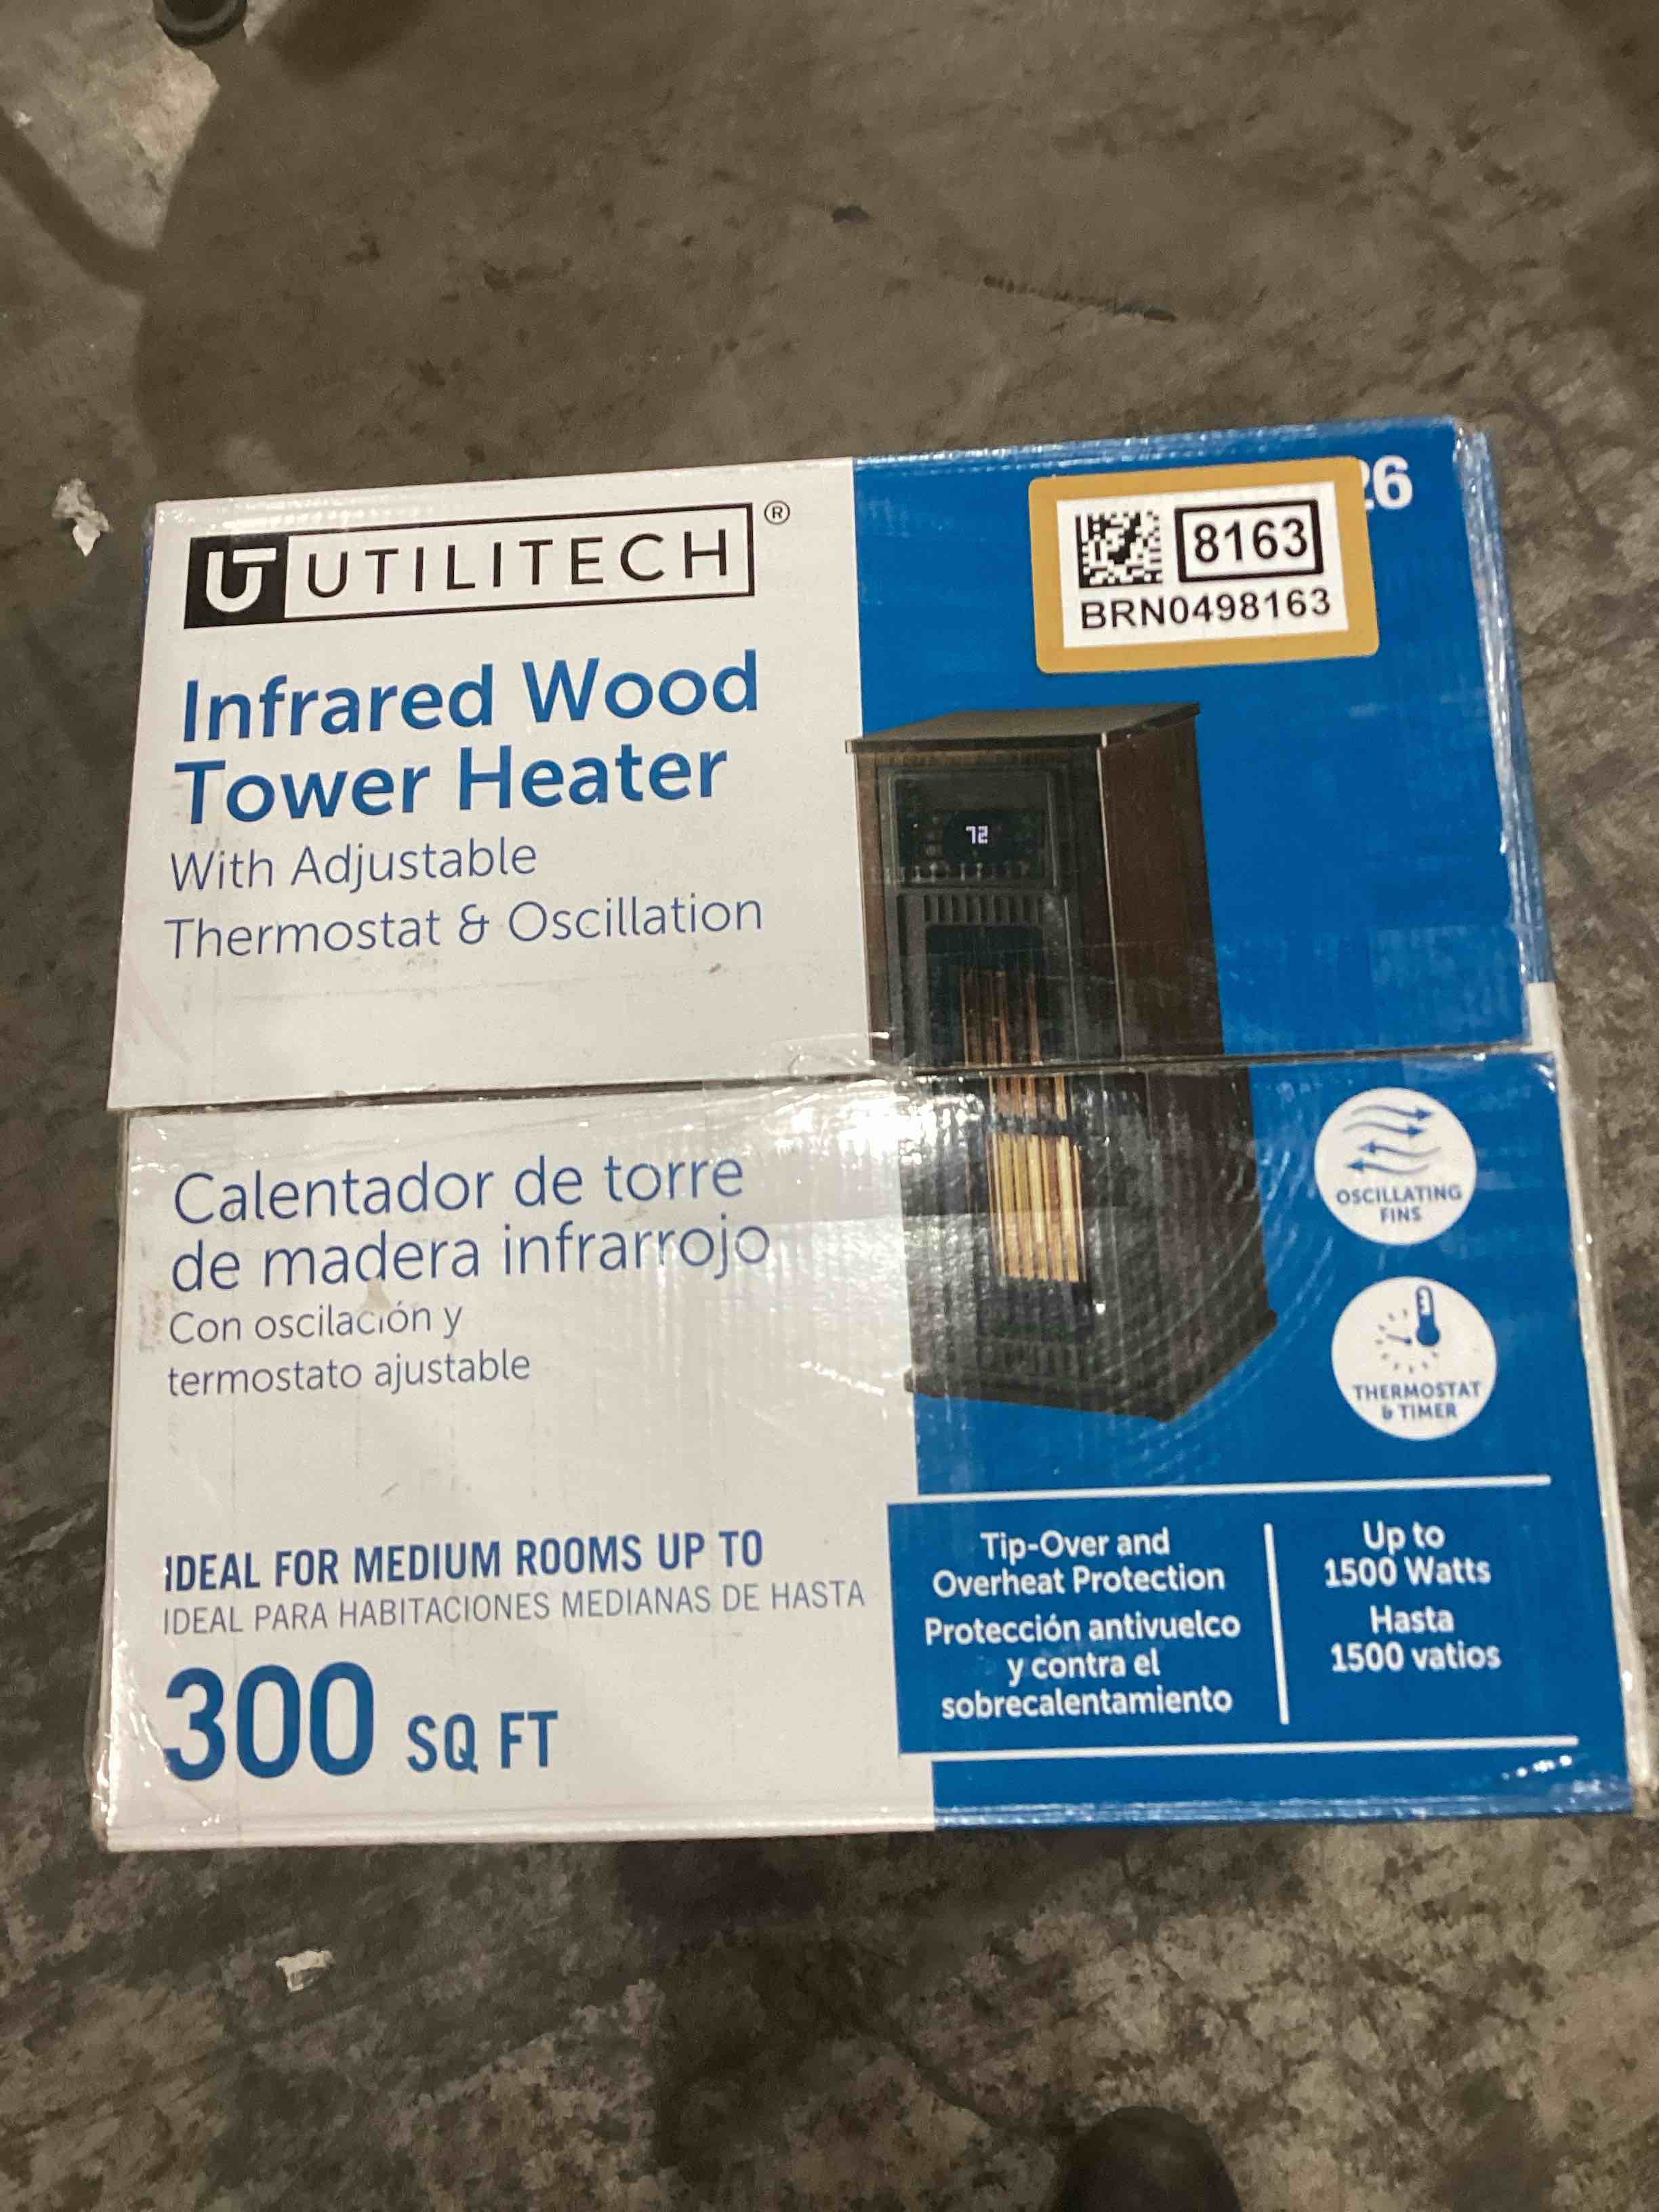 UTILITECH®
26
8163
BRN0498163
Infrared Wood
Tower Heater
With Adjustable
Thermostat & Oscillation
72
Calentador de torre
de madera infrarrojo
Con oscilación y
termostato ajustable
OSCILLATING
FINS
THERMOSTAT
& TIMER
IDEAL FOR MEDIUM ROOMS UP TO
IDEAL PARA HABITACIONES MEDIANAS DE HASTA
300 SQ FT
Tip-Over and
Overheat Protection
Protección antivuelco
y contra el
sobrecalentamiento
Up to
1500 Watts
Hasta
1500 vatios